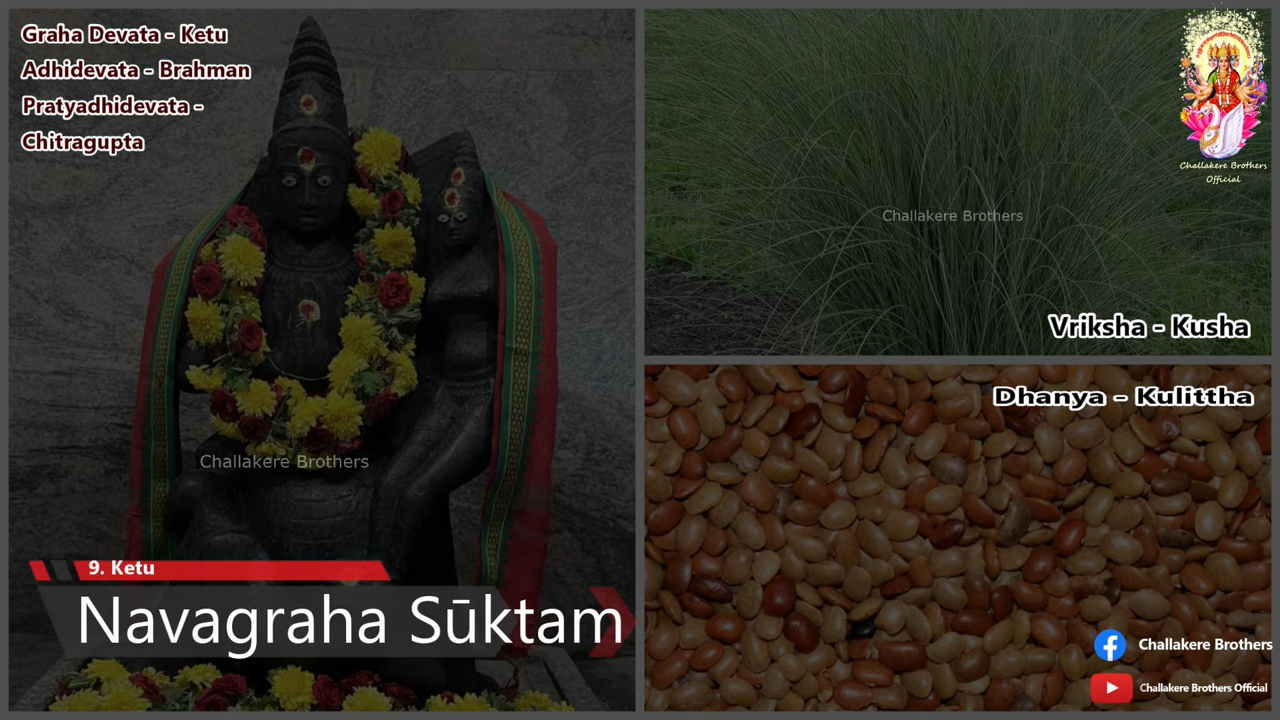 Graha Devata - Ketu
Adhidevata - Brahman
Pratyadhidevata -
Chitragupta
Challakere Brothers
9. Ketu
Navagraha Sūktam
Challakere Brothers
Official
Challakere Brothers
Vriksha - Kusha
Dhanya - Kulittha
Challakere Brothers
Challakere Brothers Official